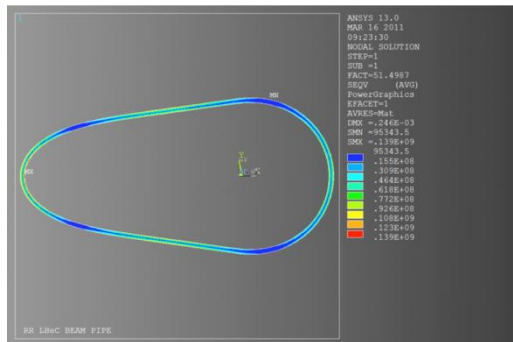 1
ANSYS 13.0
MAR 16 2011
09:23:30
NODAL SOLUTION
STEP=1
SUB =1
FACT=51.4987
SEQV (AVG)
PowerGraphics
EFACET=1
AVRES=Mat
DMX =.246E-03
SMN =95343.5
SMX =.139E+09
95343.5
.155E+08
.309E+08
.464E+08
.618E+08
.772E+08
.926E+08
.108E+09
.123E+09
.139E+09
MN
MX
Y
RR LHeC BEAM PIPE